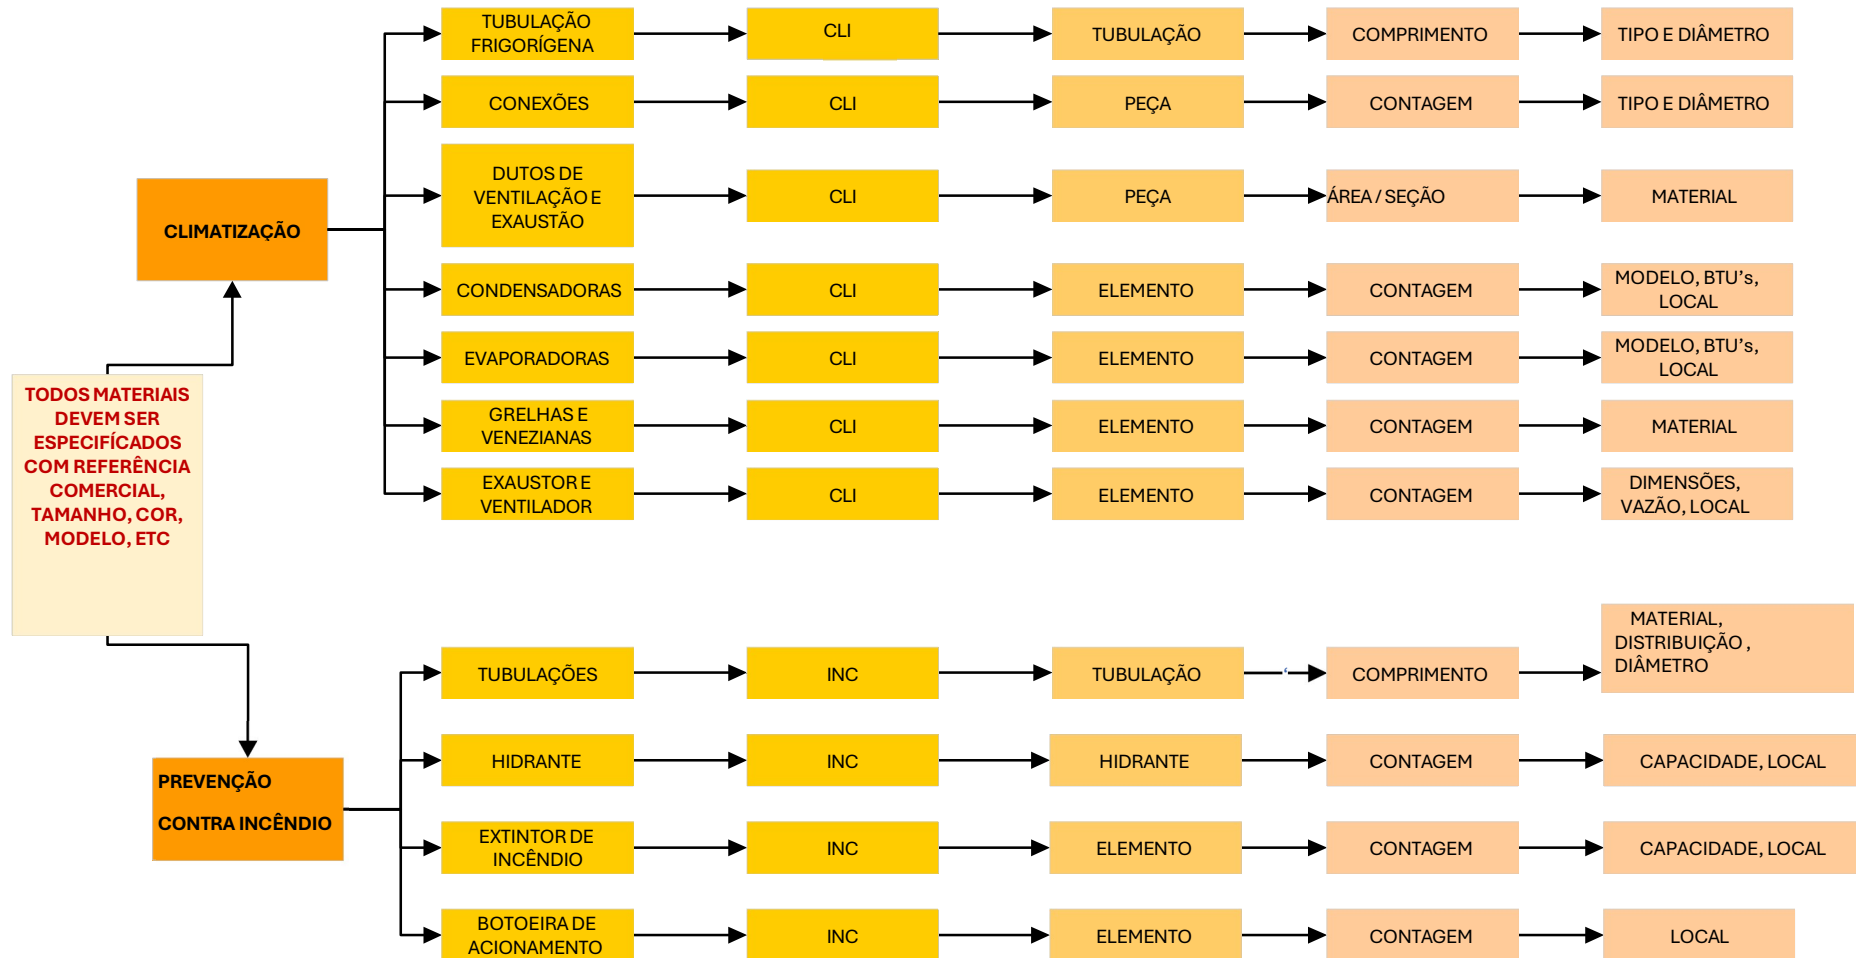 TUBULAÇÃO
FRIGORÍGENA
CLI
TUBULAÇÃO
COMPRIMENTO
TIPO E DIÂMETRO
CONEXÕES
CLI
PEÇA
CONTAGEM
TIPO E DIÂMETRO
DUTOS DE
VENTILAÇÃO E
EXAUSTÃO
CLI
PEÇA
ÁREA / SEÇÃO
MATERIAL
CLIMATIZAÇÃO
CONDENSADORAS
CLI
ELEMENTO
CONTAGEM
MODELO, BTU's,
LOCAL
EVAPORADORAS
CLI
ELEMENTO
CONTAGEM
MODELO, BTU's,
LOCAL
GRELHAS E
VENEZIANAS
CLI
ELEMENTO
CONTAGEM
MATERIAL
EXAUSTOR E
VENTILADOR
CLI
ELEMENTO
CONTAGEM
DIMENSÕES,
VAZÃO, LOCAL
TODOS MATERIAIS
DEVEM SER
ESPECIFÍCADOS
COM REFERÊNCIA
COMERCIAL,
TAMANHO, COR,
MODELO, ETC
TUBULAÇÕES
INC
TUBULAÇÃO
COMPRIMENTO
MATERIAL,
DISTRIBUIÇÃO ,
DIÂMETRO
PREVENÇÃO
CONTRA INCÊNDIO
HIDRANTE
INC
HIDRANTE
CONTAGEM
CAPACIDADE, LOCAL
EXTINTOR DE
INCÊNDIO
INC
ELEMENTO
CONTAGEM
CAPACIDADE, LOCAL
BOTOEIRA DE
ACIONAMENTO
INC
ELEMENTO
CONTAGEM
LOCAL